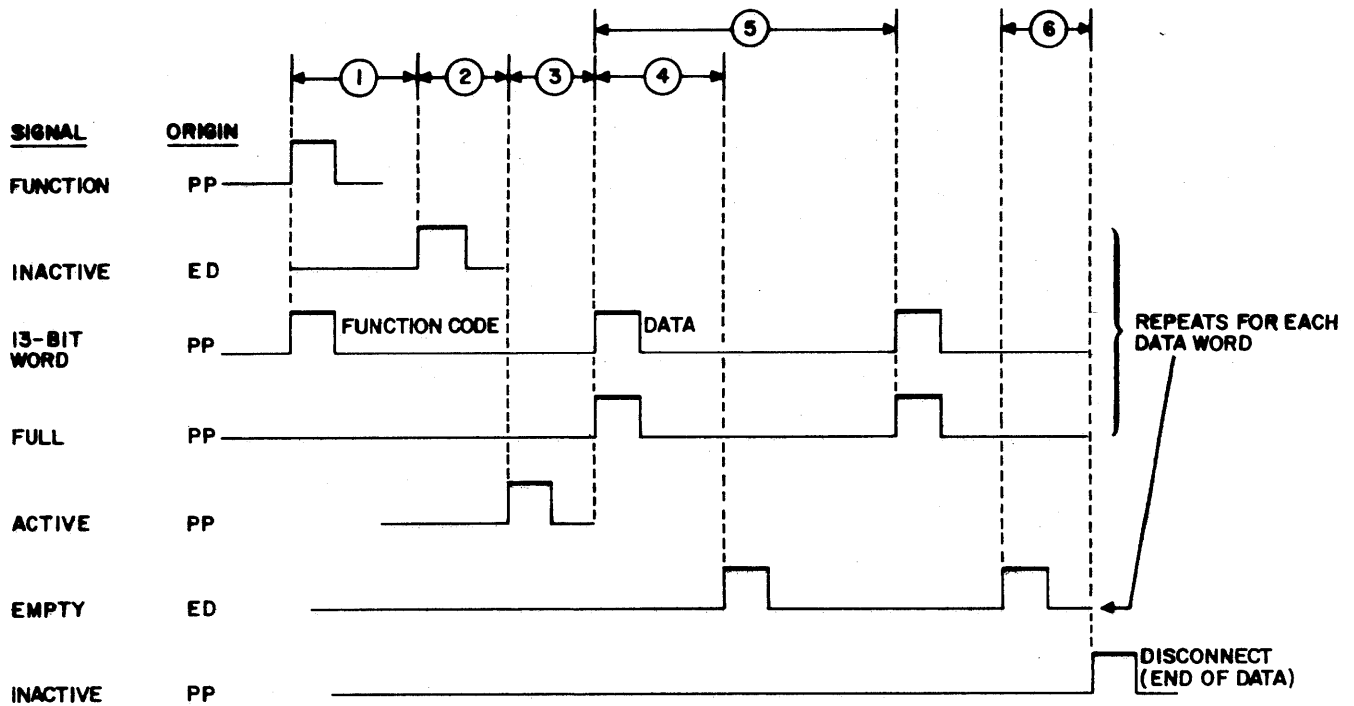 5 6
1 2 3 4
SIGNAL ORIGIN
FUNCTION PP
INACTIVE ED
13-BIT
WORD PP FUNCTION CODE DATA
REPEATS FOR EACH
DATA WORD
FULL PP
ACTIVE PP
EMPTY ED
DISCONNECT
(END OF DATA)
INACTIVE PP